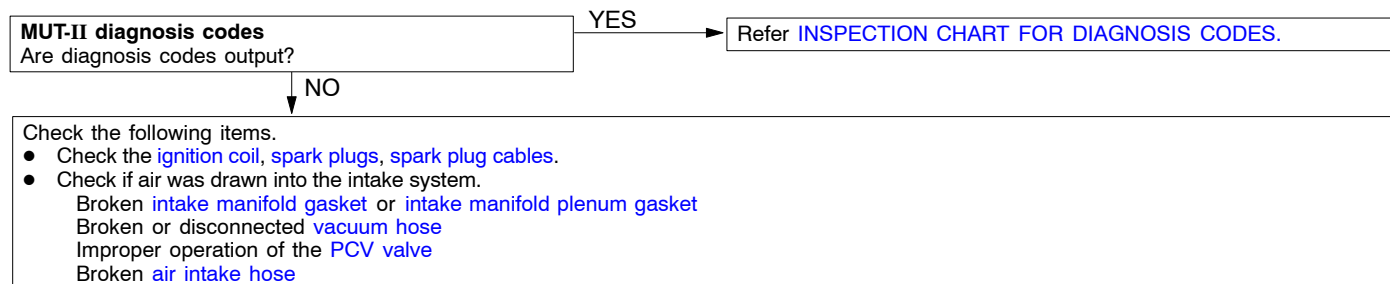 MUT-II diagnosis codes
Are diagnosis codes output?
YES
Refer INSPECTION CHART FOR DIAGNOSIS CODES.
NO
Check the following items.
● Check the ignition coil, spark plugs, spark plug cables.
● Check if air was drawn into the intake system.
Broken intake manifold gasket or intake manifold plenum gasket
Broken or disconnected vacuum hose
Improper operation of the PCV valve
Broken air intake hose